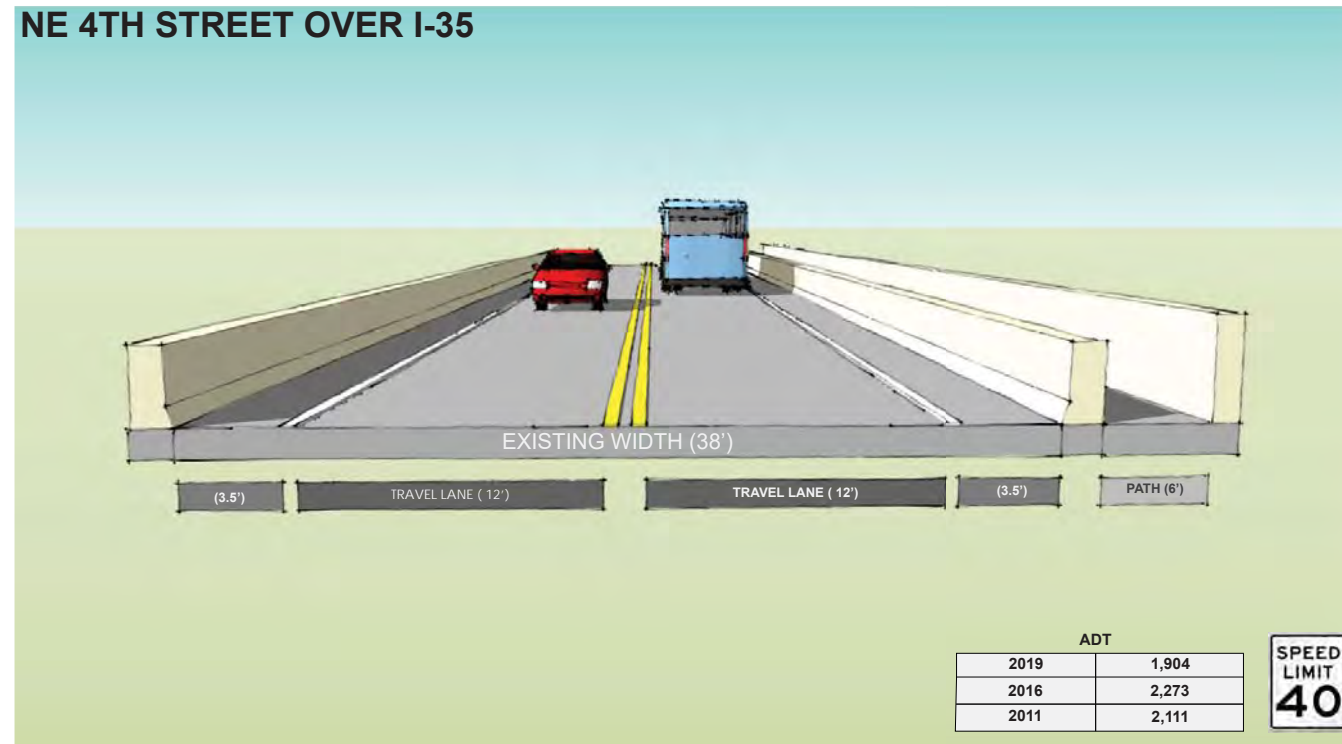 NE 4TH STREET OVER I-35
EXISTING WIDTH (38')
(3.5')
TRAVEL LANE ( 12')
TRAVEL LANE ( 12')
(3.5')
PATH (6')
ADT
2019 1,904
2016 2,273
2011 2,111
SPEED
LIMIT
40